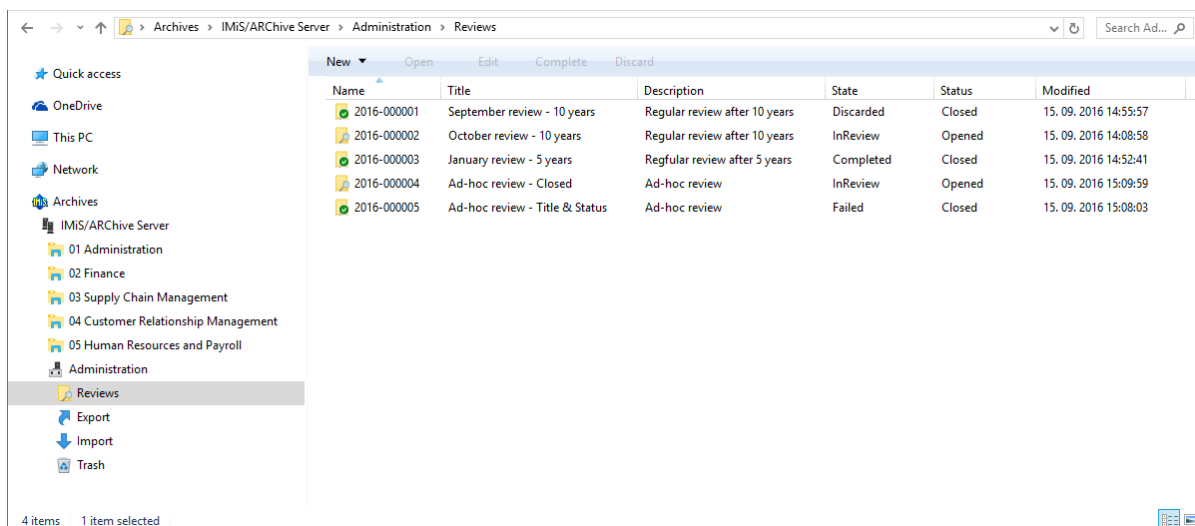 Archives > IMiS/ARChive Server > Administration > Reviews
Search Ad...
New Open Edit Complete Discard
Quick access
OneDrive
This PC
Network
Archives
IMiS/ARChive Server
01 Administration
02 Finance
03 Supply Chain Management
04 Customer Relationship Management
05 Human Resources and Payroll
Administration
Reviews
Export
Import
Trash
Name Title Description State Status Modified
2016-000001 September review - 10 years Regular review after 10 years Discarded Closed 15. 09. 2016 14:55:57
2016-000002 October review - 10 years Regular review after 10 years InReview Opened 15. 09. 2016 14:08:58
2016-000003 January review - 5 years Regfular review after 5 years Completed Closed 15. 09. 2016 14:52:41
2016-000004 Ad-hoc review - Closed Ad-hoc review InReview Opened 15. 09. 2016 15:09:59
2016-000005 Ad-hoc review - Title & Status Ad-hoc review Failed Closed 15. 09. 2016 15:08:03
4 items 1 item selected